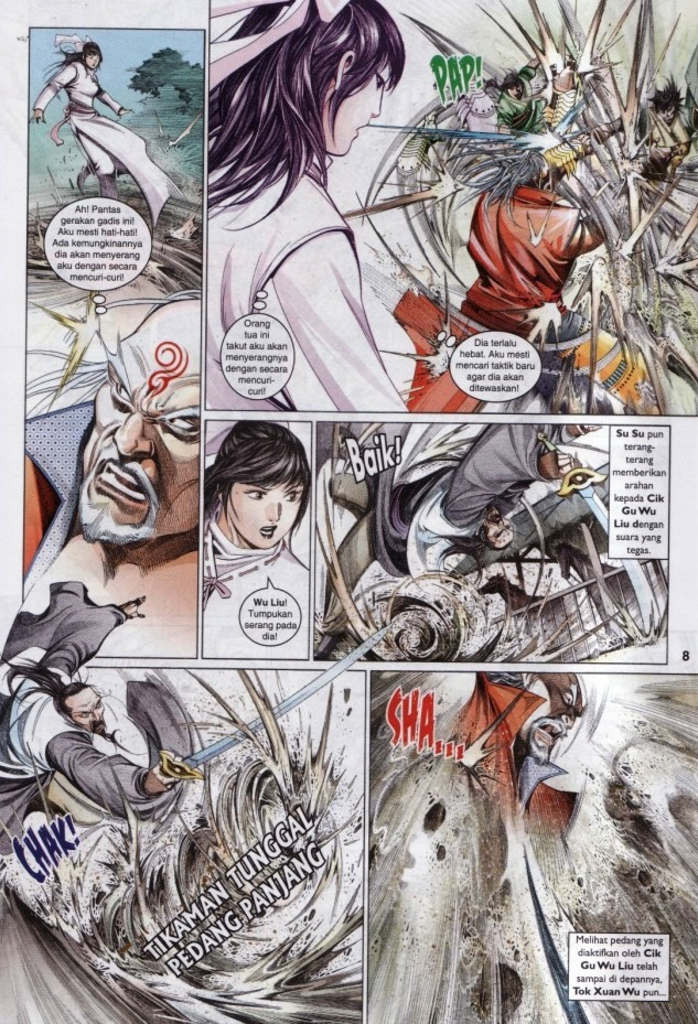 Ah! Pantas
gerakan gadis ini!
Aku mesti hati-hati!
Ada kemungkinannya
dia akan menyerang
aku dengan secara
mencuri-curi!
PAP!
Orang
tua ini
takut aku akan
menyerangnya
dengan secara
mencuri-
curi!
Dia terlalu
hebat. Aku mesti
mencari taktik baru
agar dia akan
ditewaskan!
Wu Liu!
Tumpukan
serang pada
dia!
Baik!
Su Su pun
terang-
terang
memberikan
arahan
kepada Cik
Gu Wu
Liu dengan
suara yang
tegas.
8
CHAK!
TIKAMAN TUNGGAL
PEDANG PANJANG
SHA...
Melihat pedang yang
diaktifkan oleh Cik
Gu Wu Liu telah
sampai di depannya,
Tok Xuan Wu pun...